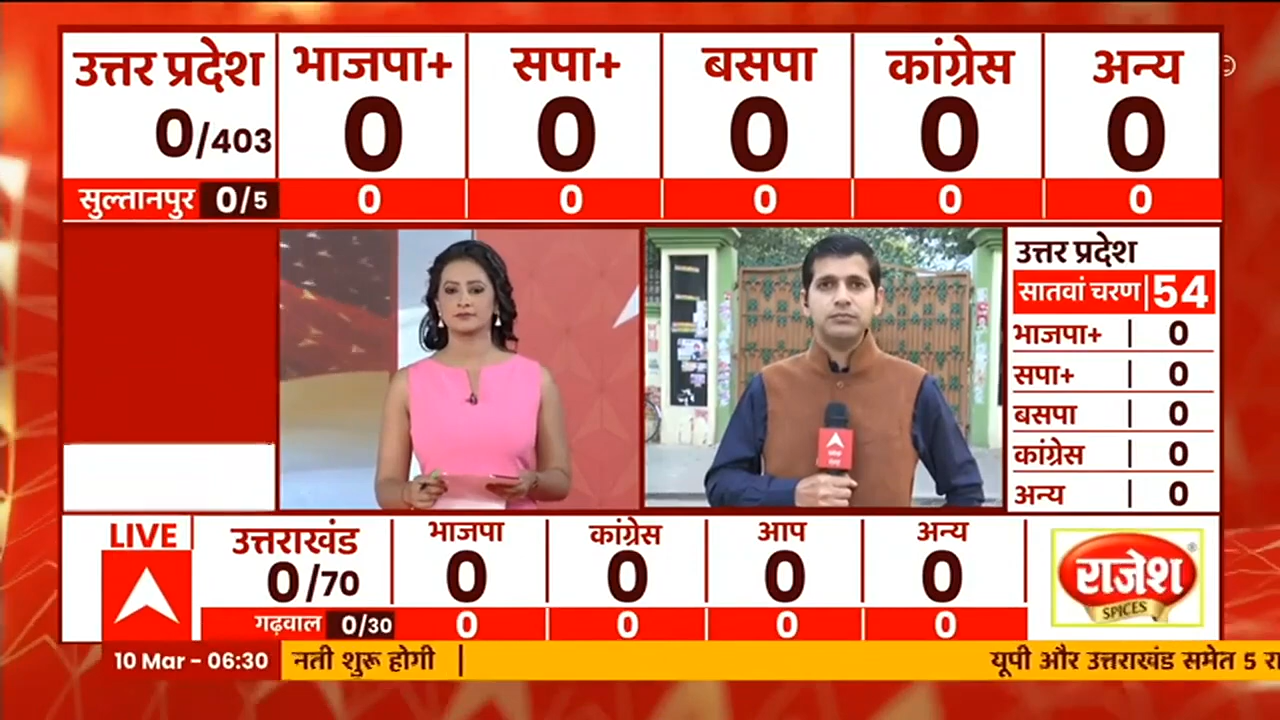 उत्तर प्रदेश भाजपा+ सपा+ बसपा कांग्रेस अन्य
0/403 0 0 0 0 0
सुल्तानपुर 0/5 0 0 0 0 0
उत्तर प्रदेश
सातवां चरण 54
भाजपा+ 0
सपा+ 0
बसपा 0
कांग्रेस 0
अन्य 0
LIVE
उत्तराखंड भाजपा कांग्रेस आप अन्य
0/70 0 0 0 0
गढ़वाल 0/30 0 0 0 0
राजेश
SPICES
10 Mar - 06:30 नती शुरू होगी | यूपी और उत्तराखंड समेत 5 रा